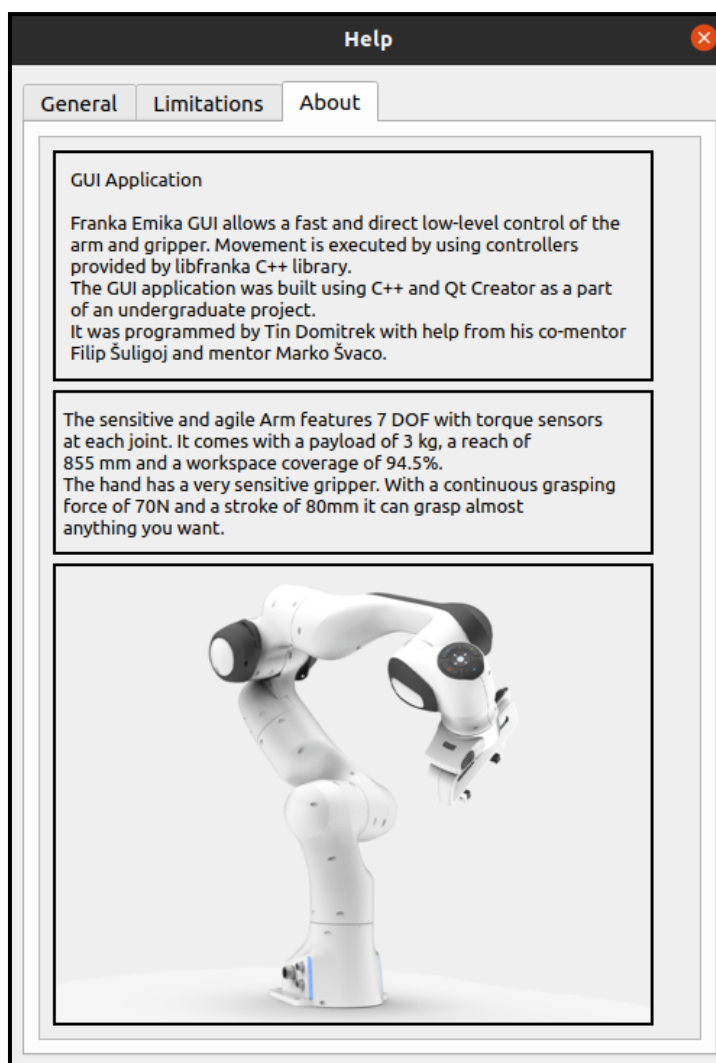 Help
General
Limitations
About
GUI Application
Franka Emika GUI allows a fast and direct low-level control of the
arm and gripper. Movement is executed by using controllers
provided by libfranka C++ library.
The GUI application was built using C++ and Qt Creator as a part
of an undergraduate project.
It was programmed by Tin Domitrek with help from his co-mentor
Filip Šuligoj and mentor Marko Švaco.
The sensitive and agile Arm features 7 DOF with torque sensors
at each joint. It comes with a payload of 3 kg, a reach of
855 mm and a workspace coverage of 94.5%.
The hand has a very sensitive gripper. With a continuous grasping
force of 70N and a stroke of 80mm it can grasp almost
anything you want.